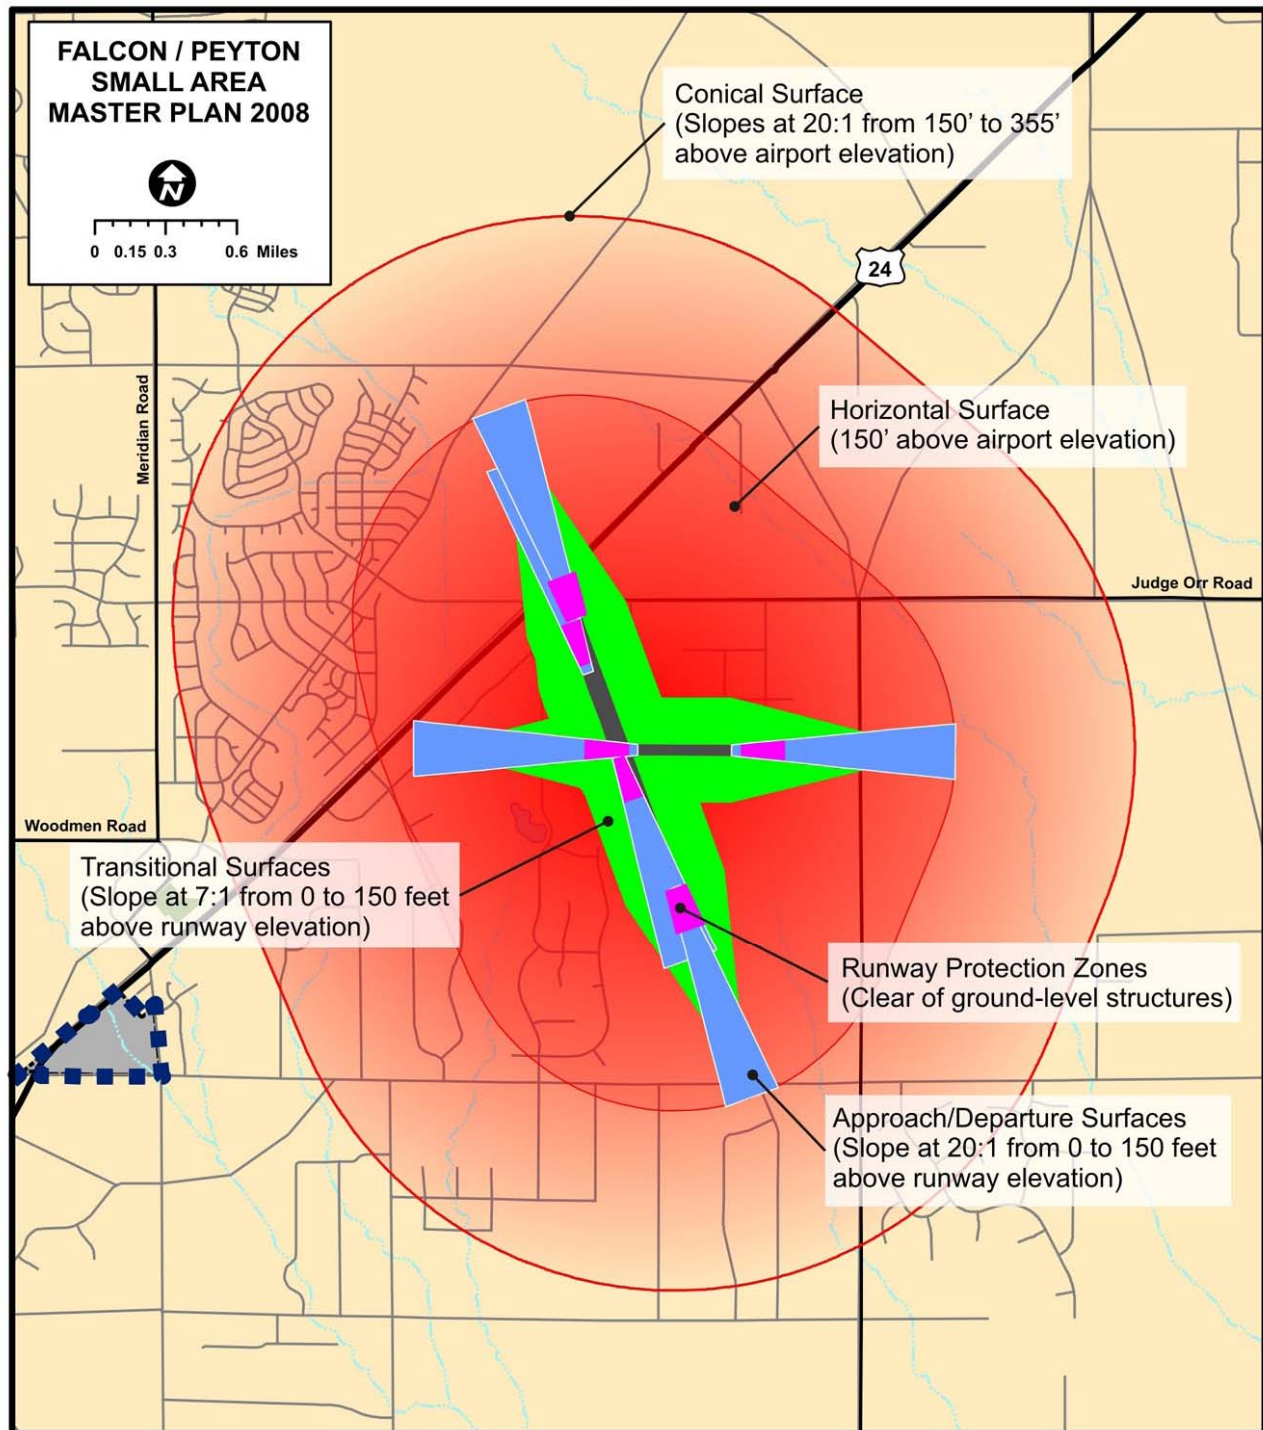 FALCON / PEYTON
SMALL AREA
MASTER PLAN 2008
N
0 0.15 0.3 0.6 Miles
Conical Surface
(Slopes at 20:1 from 150’ to 355’
above airport elevation)
24
Meridian Road
Horizontal Surface
(150’ above airport elevation)
Judge Orr Road
Woodmen Road
Transitional Surfaces
(Slope at 7:1 from 0 to 150 feet
above runway elevation)
Runway Protection Zones
(Clear of ground-level structures)
Approach/Departure Surfaces
(Slope at 20:1 from 0 to 150 feet
above runway elevation)